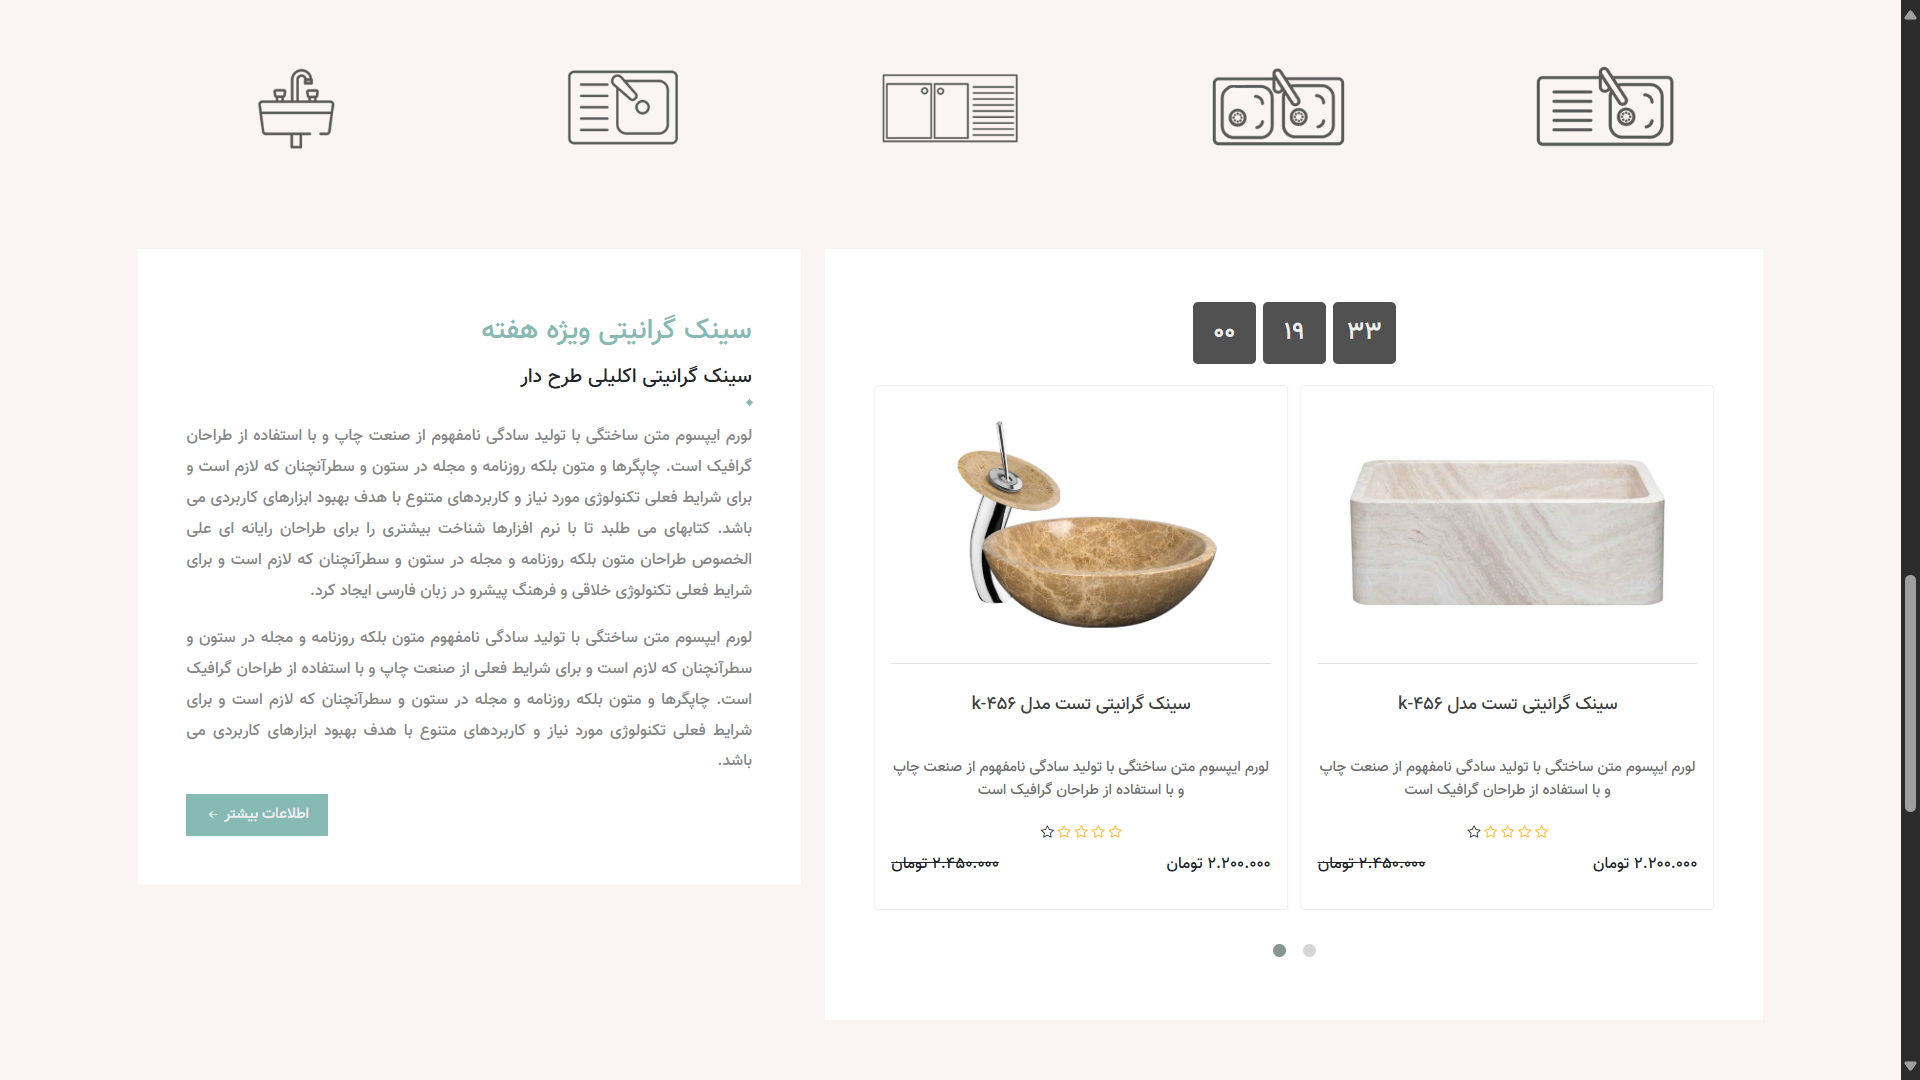 ۳۳ ۱۹ ۰۰
سینک گرانیتی تست مدل k-۴۵۶
لورم ایپسوم متن ساختگی با تولید سادگی نامفهوم از صنعت چاپ
و با استفاده از طراحان گرافیک است
۲.۲۰۰.۰۰۰ تومان
۲.۴۵۰.۰۰۰ تومان
سینک گرانیتی تست مدل k-۴۵۶
لورم ایپسوم متن ساختگی با تولید سادگی نامفهوم از صنعت چاپ
و با استفاده از طراحان گرافیک است
۲.۲۰۰.۰۰۰ تومان
۲.۴۵۰.۰۰۰ تومان
سینک گرانیتی ویژه هفته
سینک گرانیتی اکلیلی طرح دار
لورم ایپسوم متن ساختگی با تولید سادگی نامفهوم از صنعت چاپ و با استفاده از طراحان
گرافیک است. چاپگرها و متون بلکه روزنامه و مجله در ستون و سطرآنچنان که لازم است و
برای شرایط فعلی تکنولوژی مورد نیاز و کاربردهای متنوع با هدف بهبود ابزارهای کاربردی می
باشد. کتابهای می طلبد تا با نرم افزارها شناخت بیشتری را برای طراحان رایانه ای علی
الخصوص طراحان متون بلکه روزنامه و مجله در ستون و سطرآنچنان که لازم است و برای
شرایط فعلی تکنولوژی خلاقی و فرهنگ پیشرو در زبان فارسی ایجاد کرد.
لورم ایپسوم متن ساختگی با تولید سادگی نامفهوم متون بلکه روزنامه و مجله در ستون و
سطرآنچنان که لازم است و برای شرایط فعلی از صنعت چاپ و با استفاده از طراحان گرافیک
است. چاپگرها و متون بلکه روزنامه و مجله در ستون و سطرآنچنان که لازم است و برای
شرایط فعلی تکنولوژی مورد نیاز و کاربردهای متنوع با هدف بهبود ابزارهای کاربردی می
باشد.
اطلاعات بیشتر ←